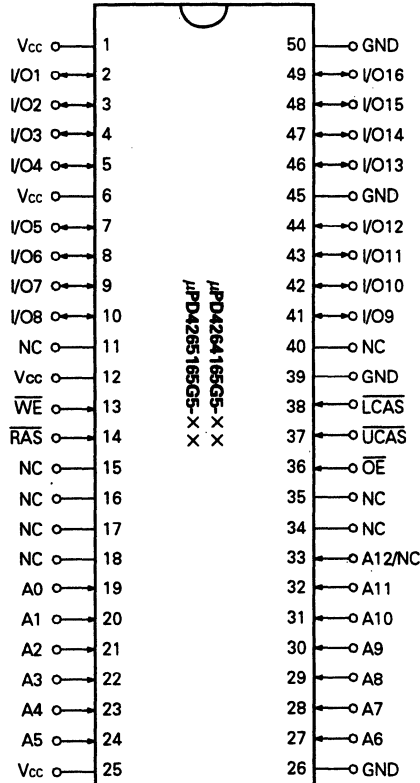 Vcc 1 50 GND
I/O1 2 49 I/O16
I/O2 3 48 I/O15
I/O3 4 47 I/O14
I/O4 5 46 I/O13
Vcc 6 45 GND
I/O5 7 44 I/O12
I/O6 8 43 I/O11
I/O7 9 42 I/O10
I/O8 10 41 I/O9
NC 11 40 NC
Vcc 12 39 GND
W̅E̅ 13 38 L̅C̅A̅S̅
R̅A̅S̅ 14 37 U̅C̅A̅S̅
NC 15 36 O̅E̅
NC 16 35 NC
NC 17 34 NC
NC 18 33 A12/NC
A0 19 32 A11
A1 20 31 A10
A2 21 30 A9
A3 22 29 A8
A4 23 28 A7
A5 24 27 A6
Vcc 25 26 GND
μPD4264165G5-××
μPD4265165G5-××